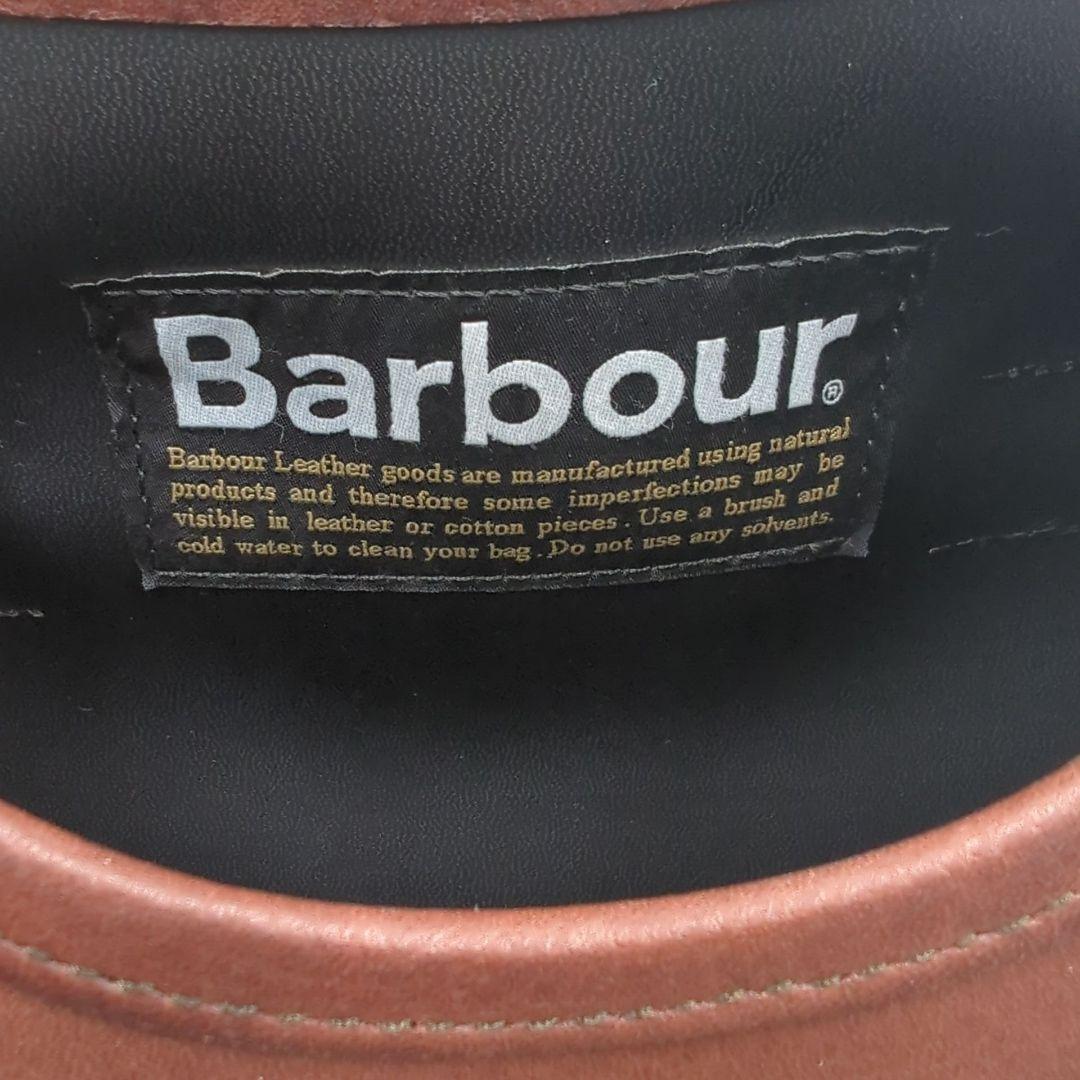 Barbour®
Barbour Leather goods are manufactured using natural
products and therefore some imperfections may be
visible in leather or cotton pieces. Use a brush and
cold water to clean your bag. Do not use any solvents.